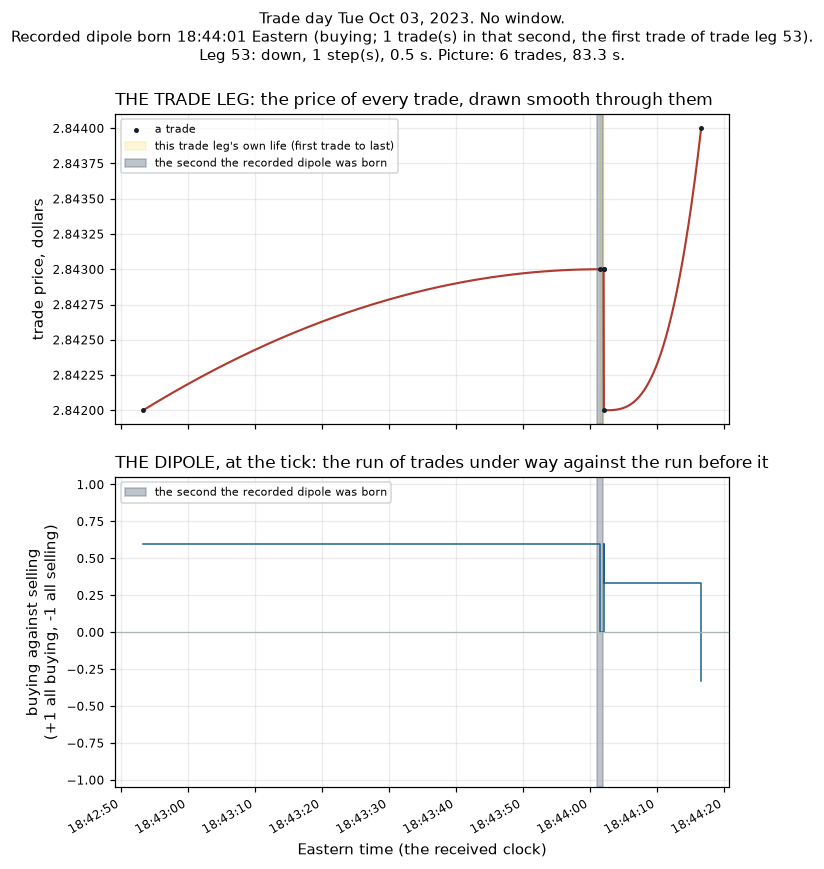 Trade day Tue Oct 03, 2023. No window.
Recorded dipole born 18:44:01 Eastern (buying; 1 trade(s) in that second, the first trade of trade leg 53).
Leg 53: down, 1 step(s), 0.5 s. Picture: 6 trades, 83.3 s.
THE TRADE LEG: the price of every trade, drawn smooth through them
a trade
this trade leg's own life (first trade to last)
the second the recorded dipole was born
trade price, dollars
2.84400
2.84375
2.84350
2.84325
2.84300
2.84275
2.84250
2.84225
2.84200
THE DIPOLE, at the tick: the run of trades under way against the run before it
the second the recorded dipole was born
buying against selling
(+1 all buying, -1 all selling)
1.00
0.75
0.50
0.25
0.00
−0.25
−0.50
−0.75
−1.00
18:42:50
18:43:00
18:43:10
18:43:20
18:43:30
18:43:40
18:43:50
18:44:00
18:44:10
18:44:20
Eastern time (the received clock)